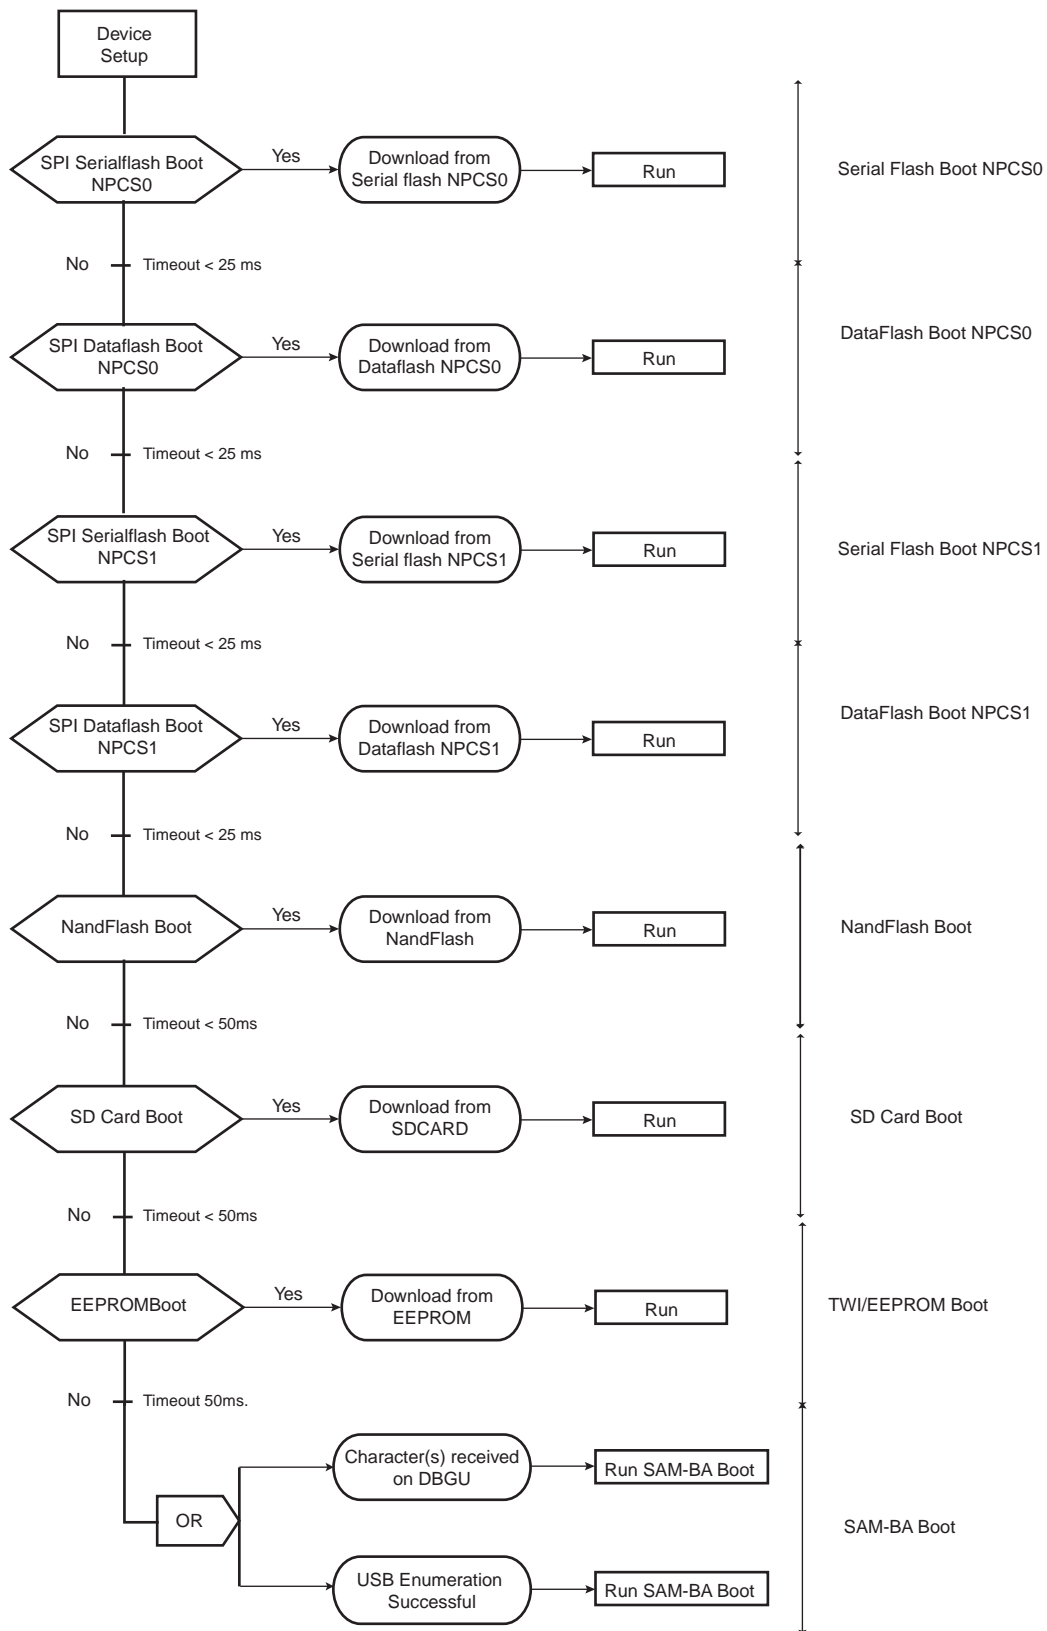 Device
Setup
SPI Serialflash Boot
NPCS0
Yes
Download from
Serial flash NPCS0
Run
Serial Flash Boot NPCS0
No
Timeout < 25 ms
SPI Dataflash Boot
NPCS0
Yes
Download from
Dataflash NPCS0
Run
DataFlash Boot NPCS0
No
Timeout < 25 ms
SPI Serialflash Boot
NPCS1
Yes
Download from
Serial flash NPCS1
Run
Serial Flash Boot NPCS1
No
Timeout < 25 ms
SPI Dataflash Boot
NPCS1
Yes
Download from
Dataflash NPCS1
Run
DataFlash Boot NPCS1
No
Timeout < 25 ms
NandFlash Boot
Yes
Download from
NandFlash
Run
NandFlash Boot
No
Timeout < 50ms
SD Card Boot
Yes
Download from
SDCARD
Run
SD Card Boot
No
Timeout < 50ms
EEPROMBoot
Yes
Download from
EEPROM
Run
TWI/EEPROM Boot
No
Timeout 50ms.
Character(s) received
on DBGU
Run SAM-BA Boot
OR
SAM-BA Boot
USB Enumeration
Successful
Run SAM-BA Boot